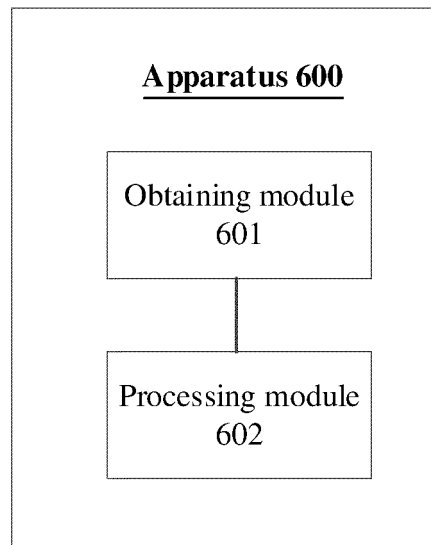 Apparatus 600
Obtaining module
601
Processing module
602